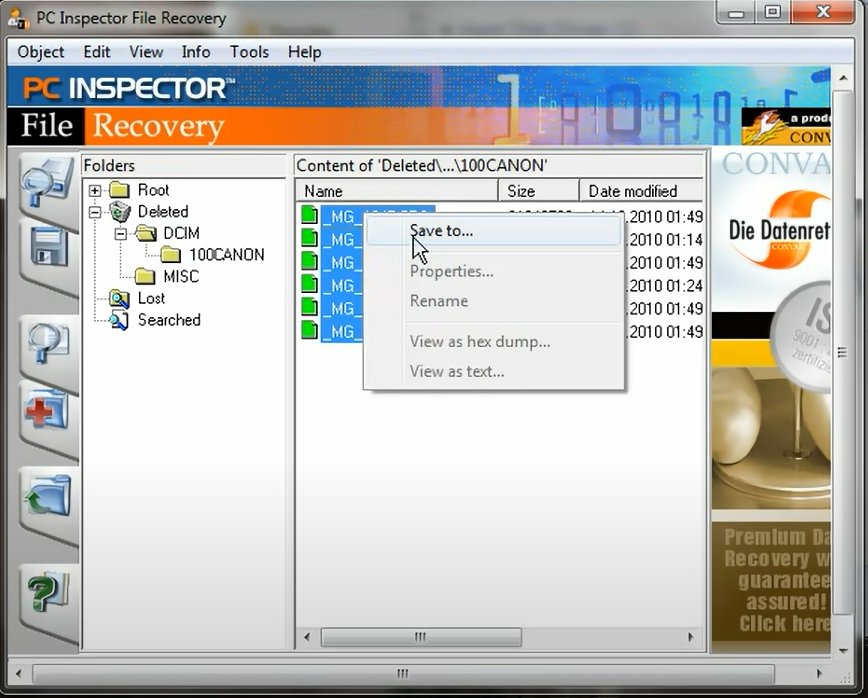 PC Inspector File Recovery
Object Edit View Info Tools Help
PC INSPECTOR™
File Recovery
a prod
CONV
Folders
Root
Deleted
DCIM
100CANON
MISC
Lost
Searched
Content of 'Deleted\...\100CANON'
Name Size Date modified
_MG_ .2010 01:49
_MG_ .2010 01:14
_MG_ .2010 01:49
_MG_ .2010 01:24
_MG_ .2010 01:49
_MG_ .2010 01:49
Save to...
Properties...
Rename
View as hex dump...
View as text...
CONVA
Die Datenret
IS
9001
zertifizie
Premium Da
Recovery w
guarantee
assured!
Click here